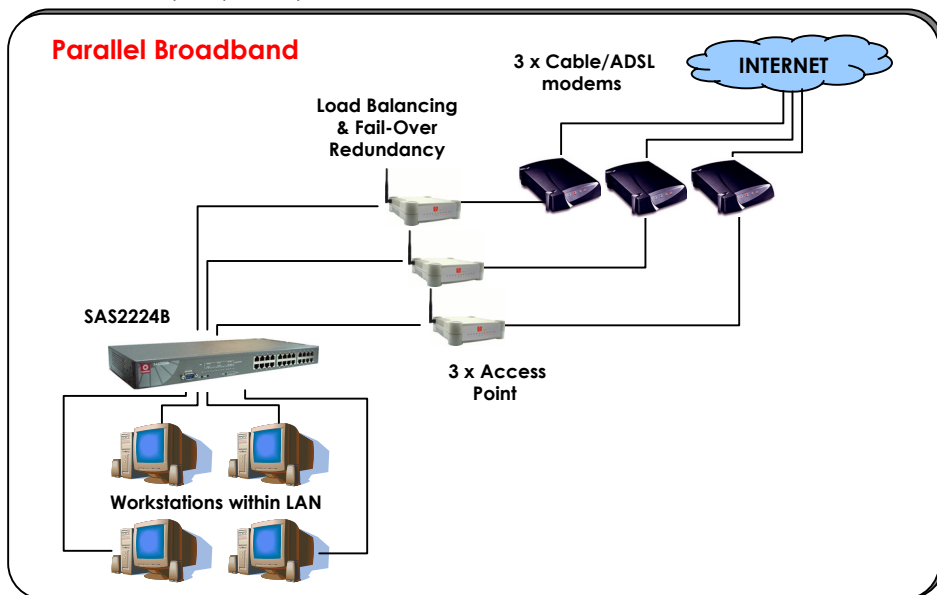 Parallel Broadband
3 x Cable/ADSL
modems
INTERNET
Load Balancing
& Fail-Over
Redundancy
SAS2224B
3 x Access
Point
Workstations within LAN